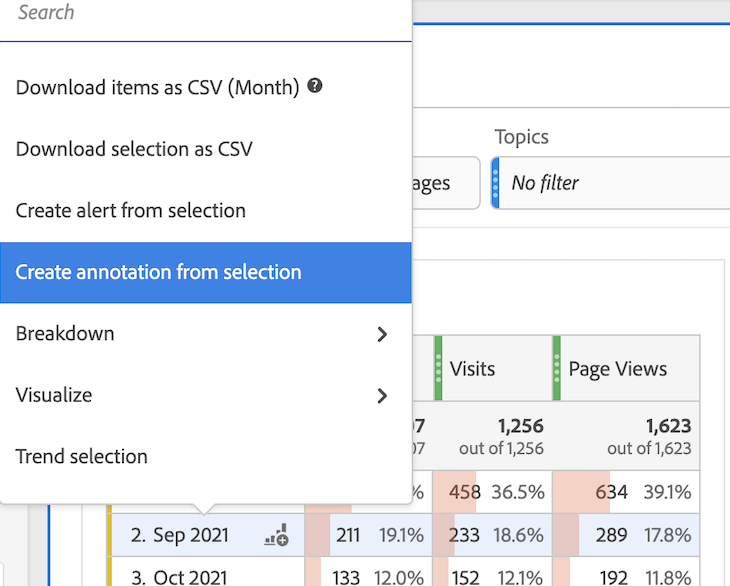 Search
Download items as CSV (Month) ?
Download selection as CSV
Create alert from selection
Create annotation from selection
Breakdown
Visualize
Trend selection
Topics
ages
No filter
Visits
Page Views
7 1,256 1,623
07 out of 1,256 out of 1,623
% 458 36.5% 634 39.1%
2. Sep 2021 211 19.1% 233 18.6% 289 17.8%
3. Oct 2021 133 12.0% 152 12.1% 192 11.8%